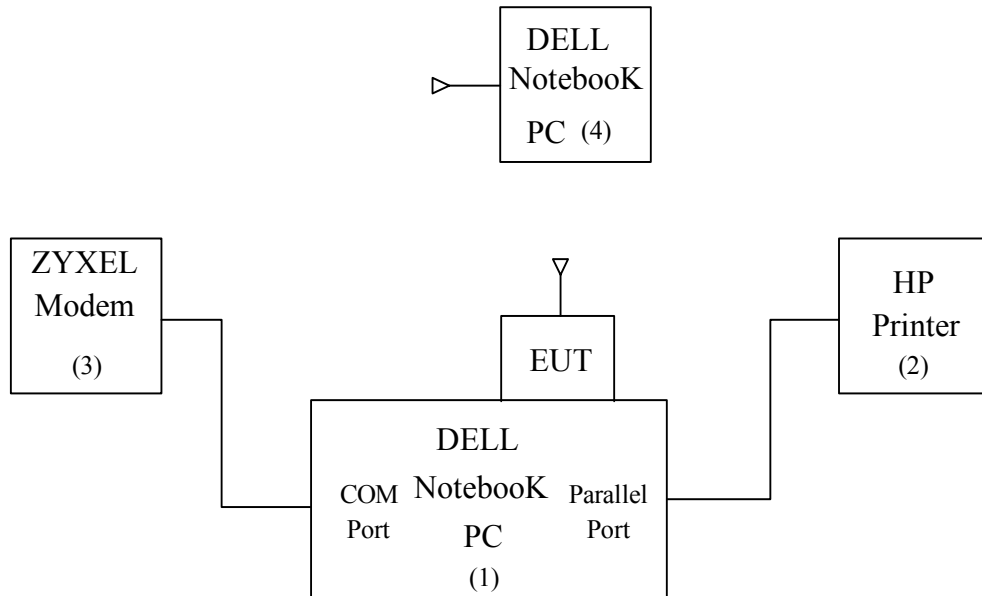 DELL
NotebooK
PC (4)
ZYXEL
Modem
(3)
HP
Printer
(2)
EUT
DELL
NotebooK
PC
(1)
COM
Port
Parallel
Port